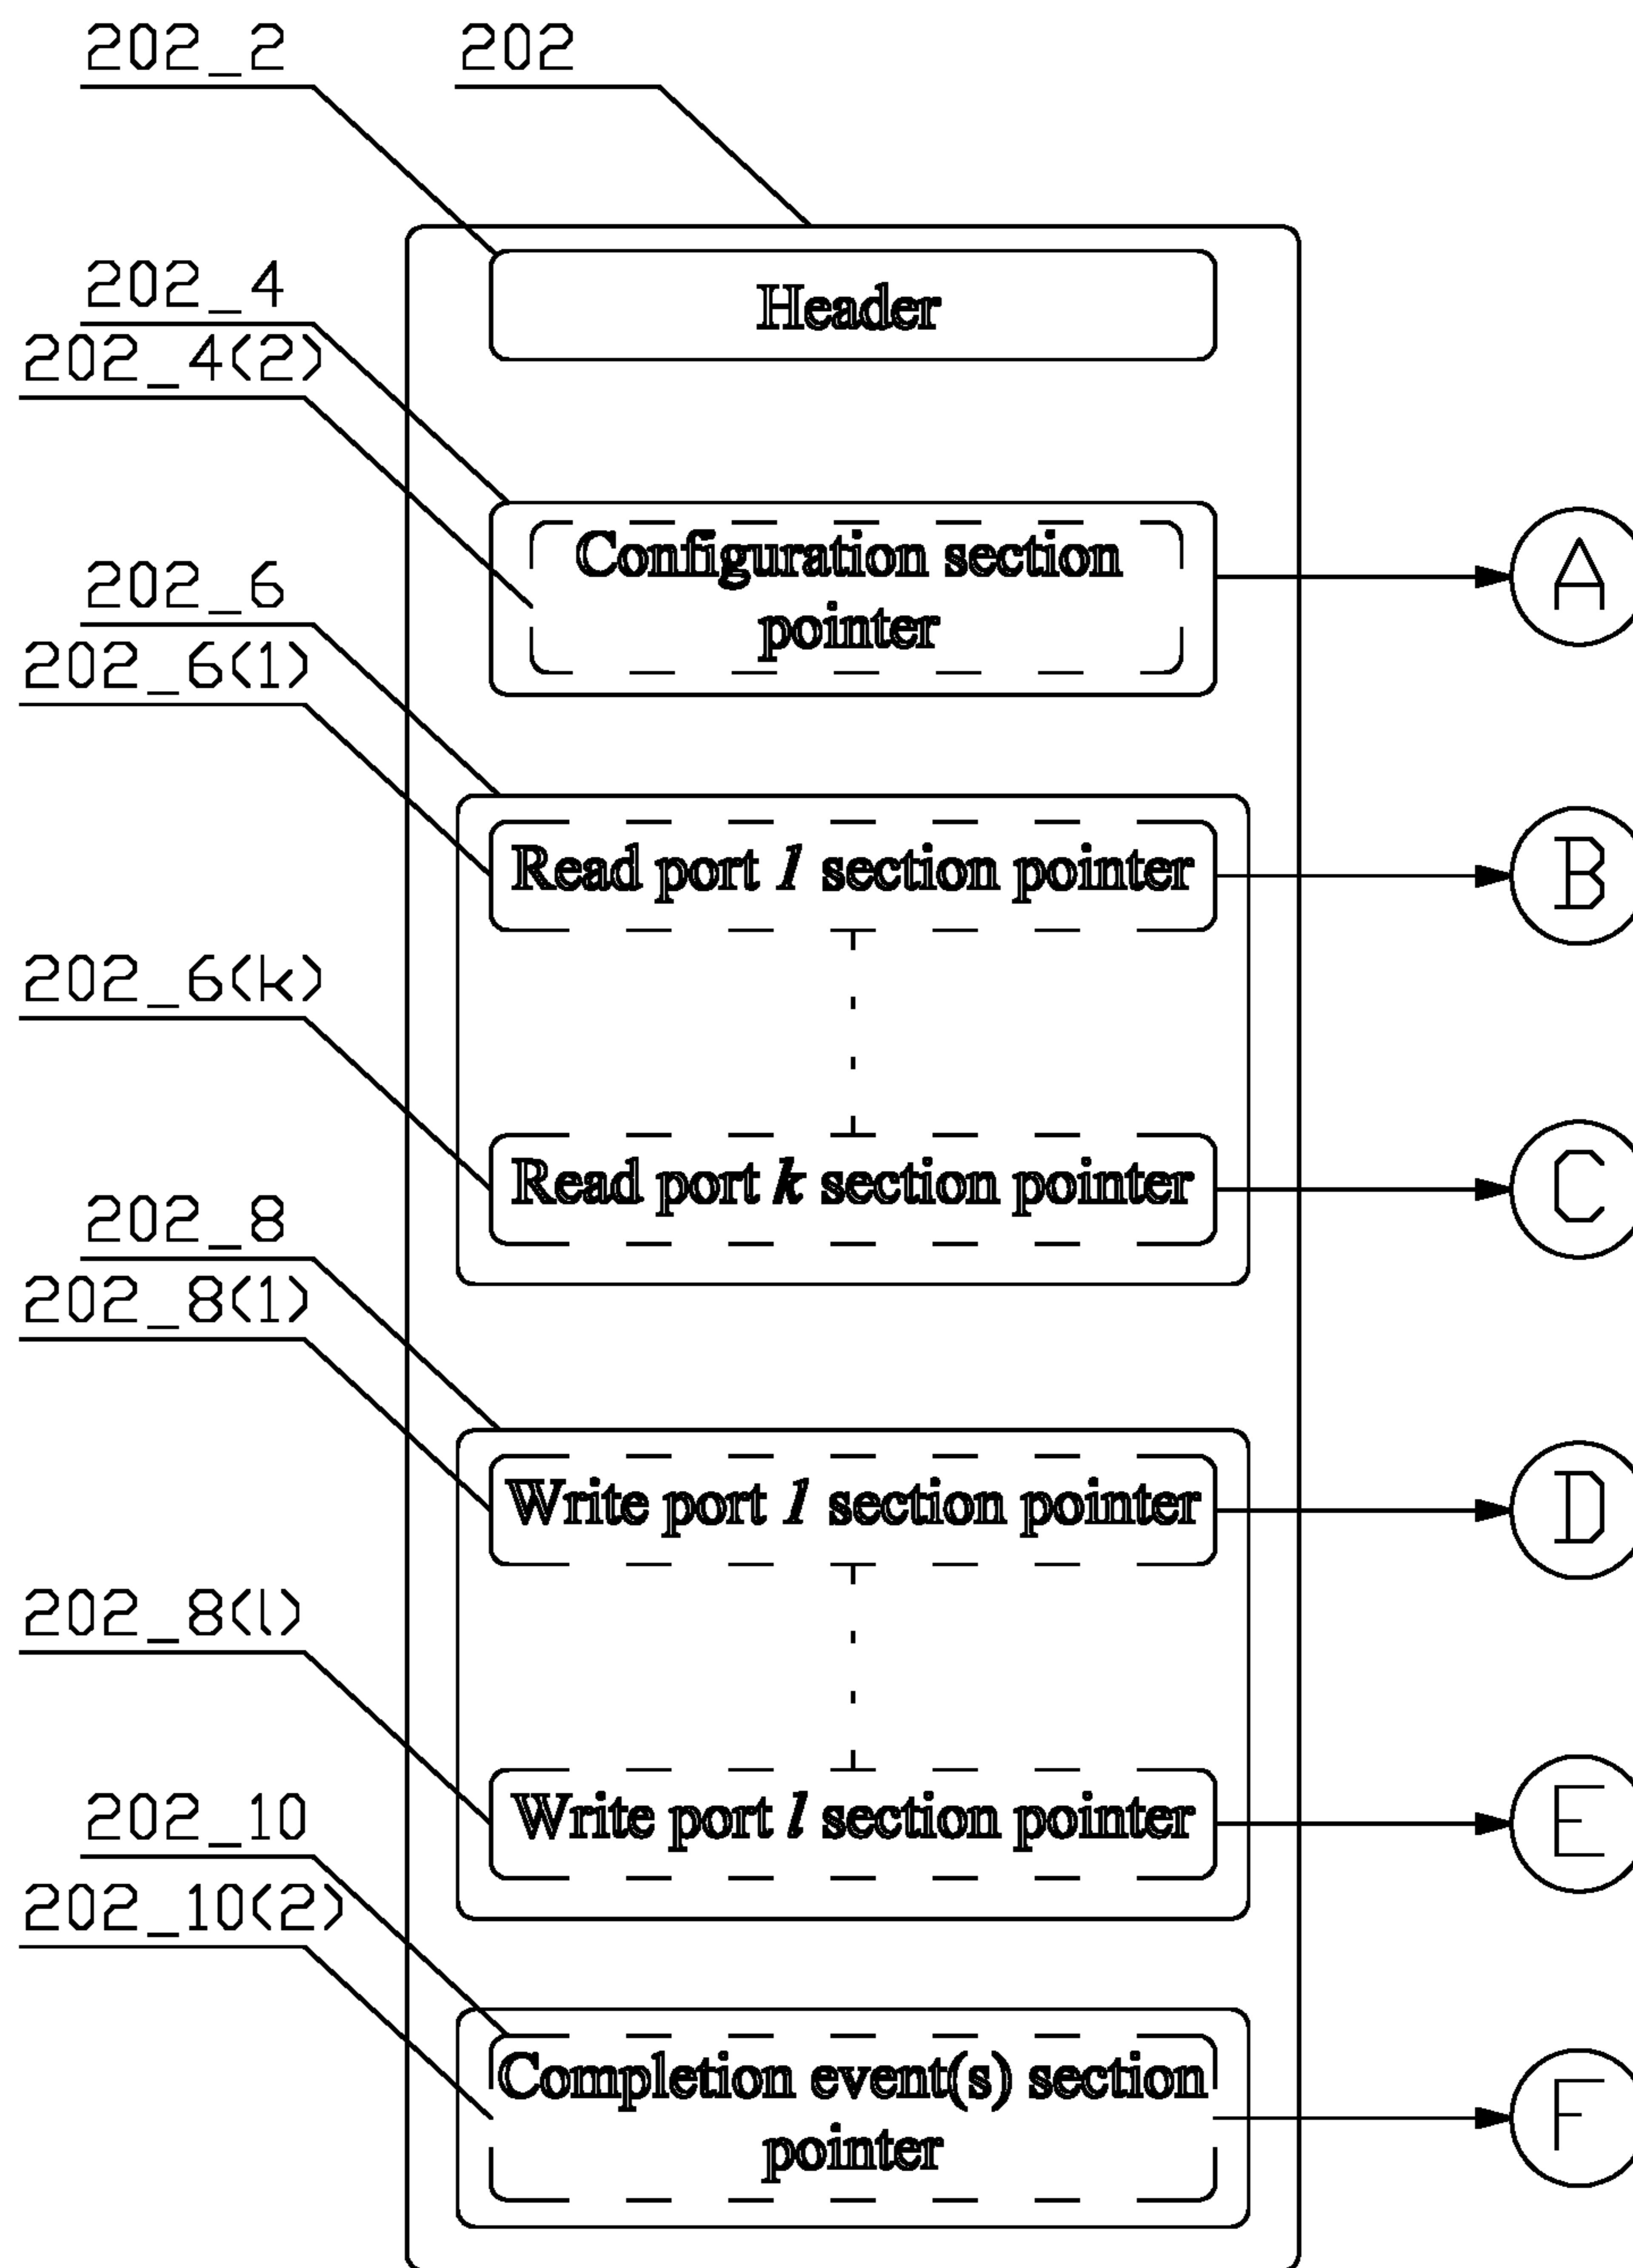 202_2
202
Header
202_4
202_4(2)
Configuration section
pointer
A
202_6
202_6(1)
Read port 1 section pointer
B
202_6(k)
Read port k section pointer
C
202_8
202_8(1)
Write port 1 section pointer
D
202_8(l)
Write port l section pointer
E
202_10
202_10(2)
Completion event(s) section
pointer
F